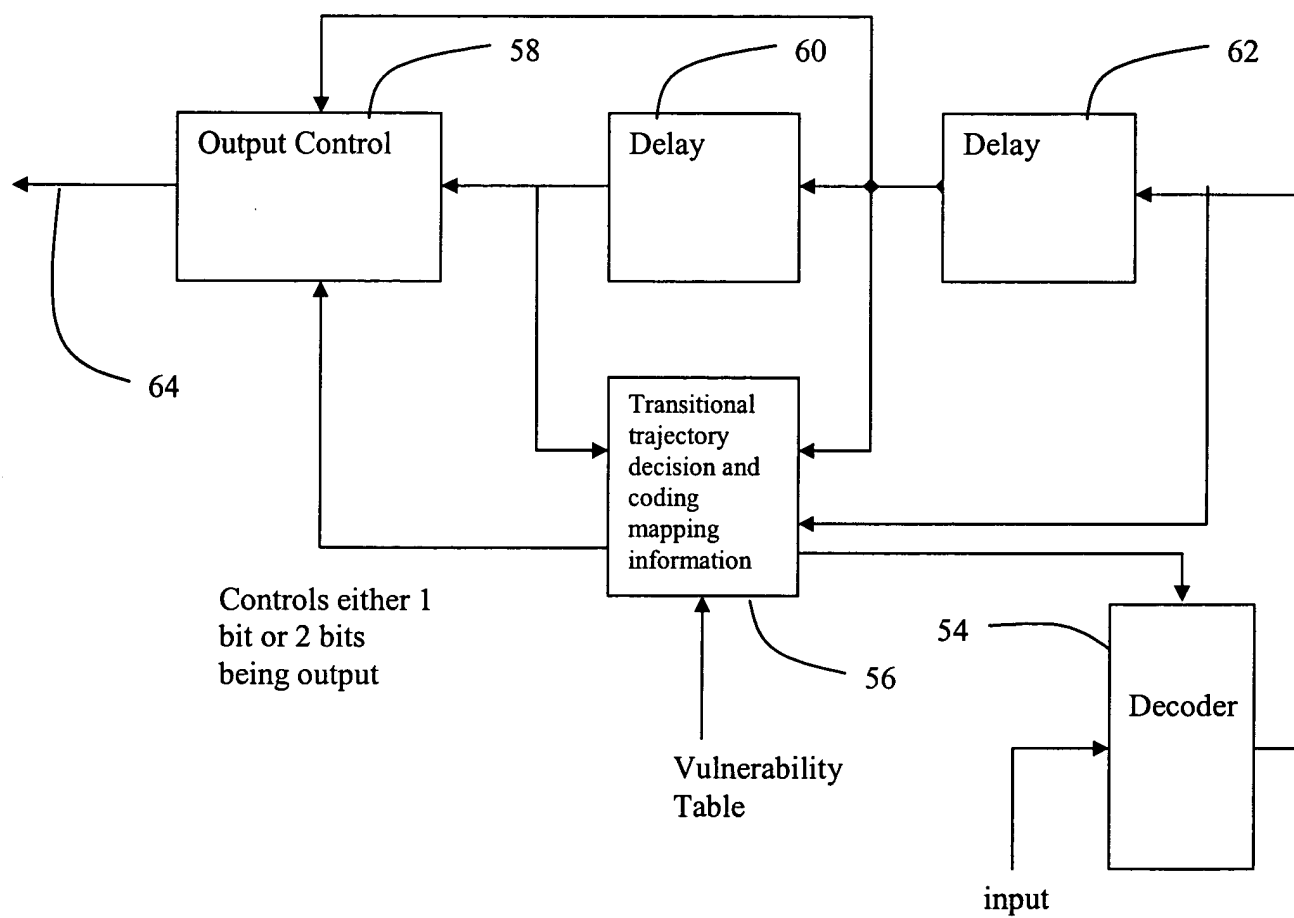 58
60
62
Output Control
Delay
Delay
64
Transitional
trajectory
decision and
coding
mapping
information
Controls either 1
bit or 2 bits
being output
54
56
Decoder
Vulnerability
Table
input